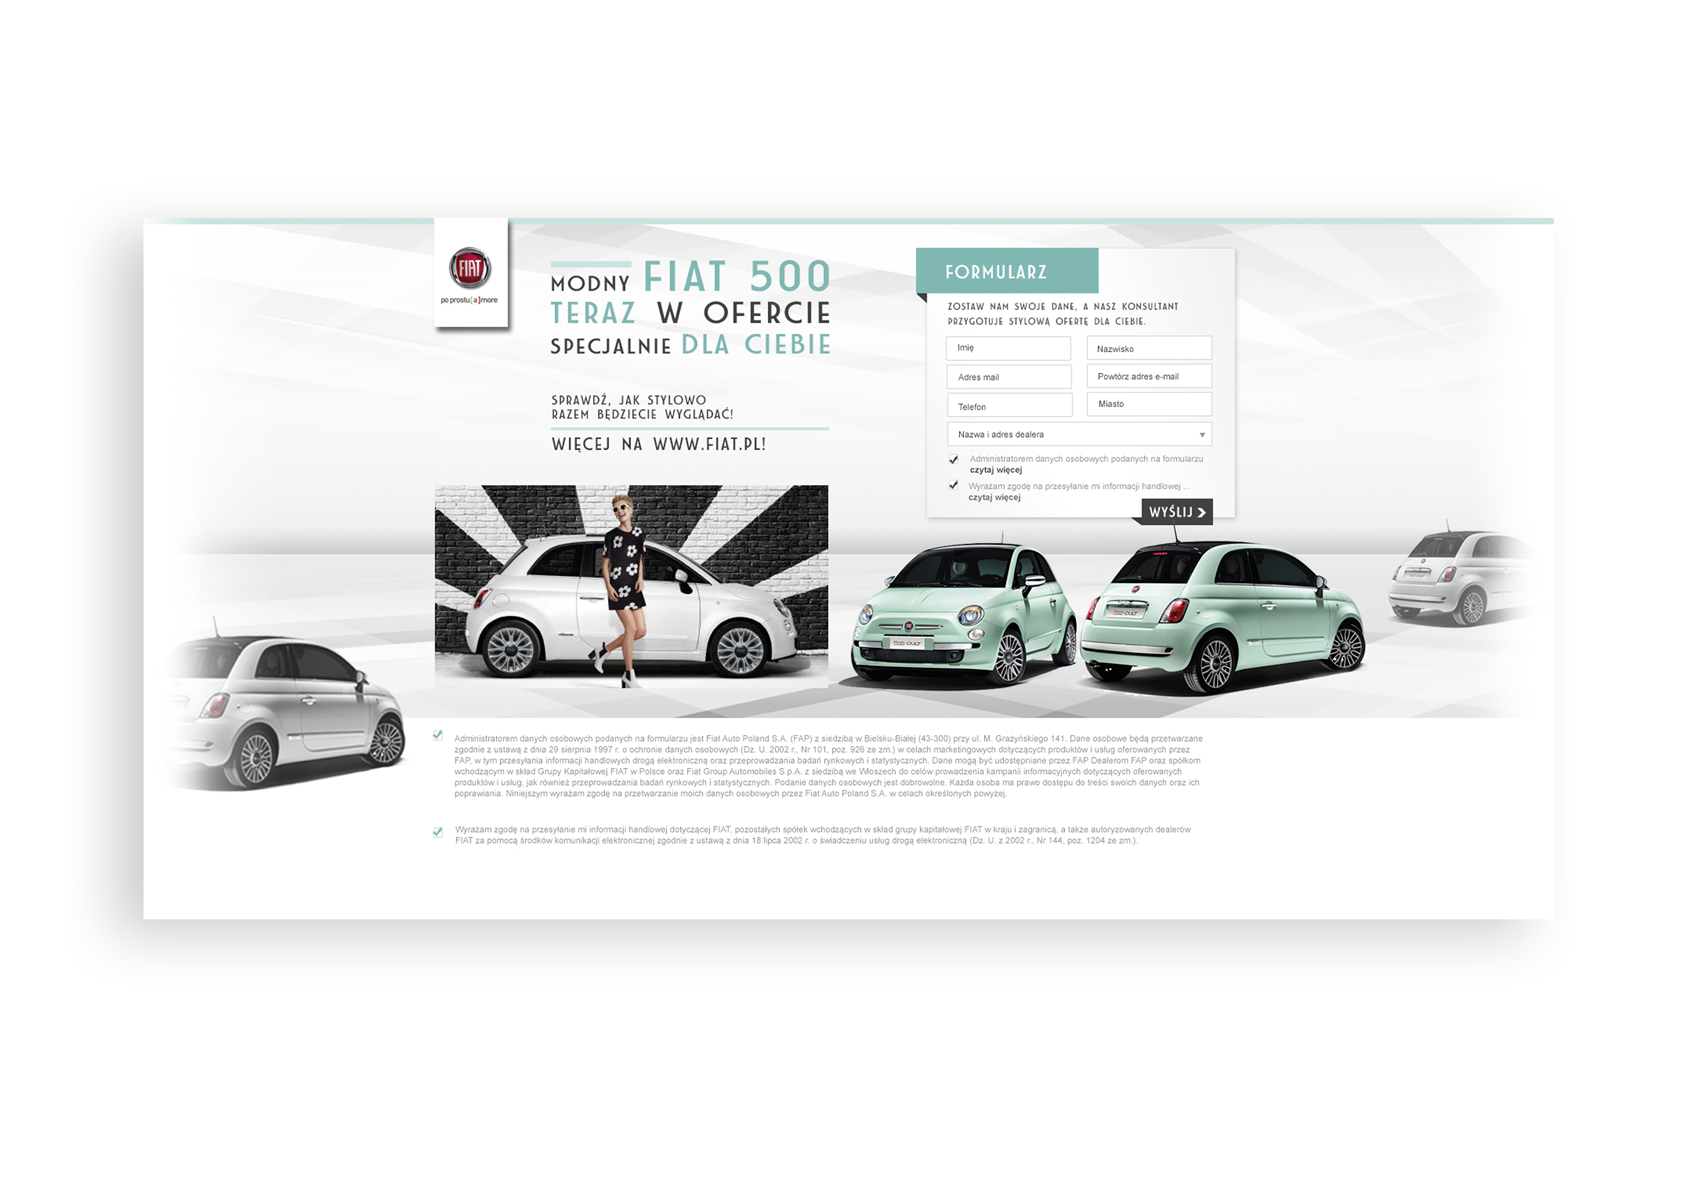 FIAT
po prostu(a)more
MODNY FIAT 500
TERAZ W OFERCIE
SPECJALNIE DLA CIEBIE
SPRAWDŹ, JAK STYLOWO
RAZEM BĘDZIECIE WYGLĄDAĆ!
WIĘCEJ NA WWW.FIAT.PL!
FORMULARZ
ZOSTAW NAM SWOJE DANE, A NASZ KONSULTANT
PRZYGOTUJE STYLOWĄ OFERTĘ DLA CIEBIE.
Imię
Nazwisko
Adres mail
Powtórz adres e-mail
Telefon
Miasto
Nazwa i adres dealera
Administratorem danych osobowych podanych na formularzu
czytaj więcej
Wyrażam zgodę na przesyłanie mi informacji handlowej ...
czytaj więcej
WYŚLIJ
Administratorem danych osobowych podanych na formularzu jest Fiat Auto Poland S.A. (FAP) z siedzibą w Bielsku-Białej (43-300) przy ul. M. Grażyńskiego 141. Dane osobowe będą przetwarzane
zgodnie z ustawą z dnia 29 sierpnia 1997 r. o ochronie danych osobowych (Dz. U. 2002 r., Nr 101, poz. 926 ze zm.) w celach marketingowych dotyczących produktów i usług oferowanych przez
FAP, w tym przesyłania informacji handlowych drogą elektroniczną oraz przeprowadzania badań rynkowych i statystycznych. Dane mogą być udostępniane przez FAP Dealerom FAP oraz spółkom
wchodzącym w skład Grupy Kapitałowej FIAT w Polsce oraz Fiat Group Automobiles S.p.A. z siedzibą we Włoszech do celów prowadzenia kampanii informacyjnych dotyczących oferowanych
produktów i usług, jak również przeprowadzania badań rynkowych i statystycznych. Podanie danych osobowych jest dobrowolne. Każda osoba ma prawo dostępu do treści swoich danych oraz ich
poprawiania. Niniejszym wyrażam zgodę na przetwarzanie moich danych osobowych przez Fiat Auto Poland S.A. w celach określonych powyżej.
Wyrażam zgodę na przesyłanie mi informacji handlowej dotyczącej FIAT, pozostałych spółek wchodzących w skład grupy kapitałowej FIAT w kraju i zagranicą, a także autoryzowanych dealerów
FIAT za pomocą środków komunikacji elektronicznej zgodnie z ustawą z dnia 18 lipca 2002 r. o świadczeniu usług drogą elektroniczną (Dz. U. z 2002 r., Nr 144, poz. 1204 ze zm.).